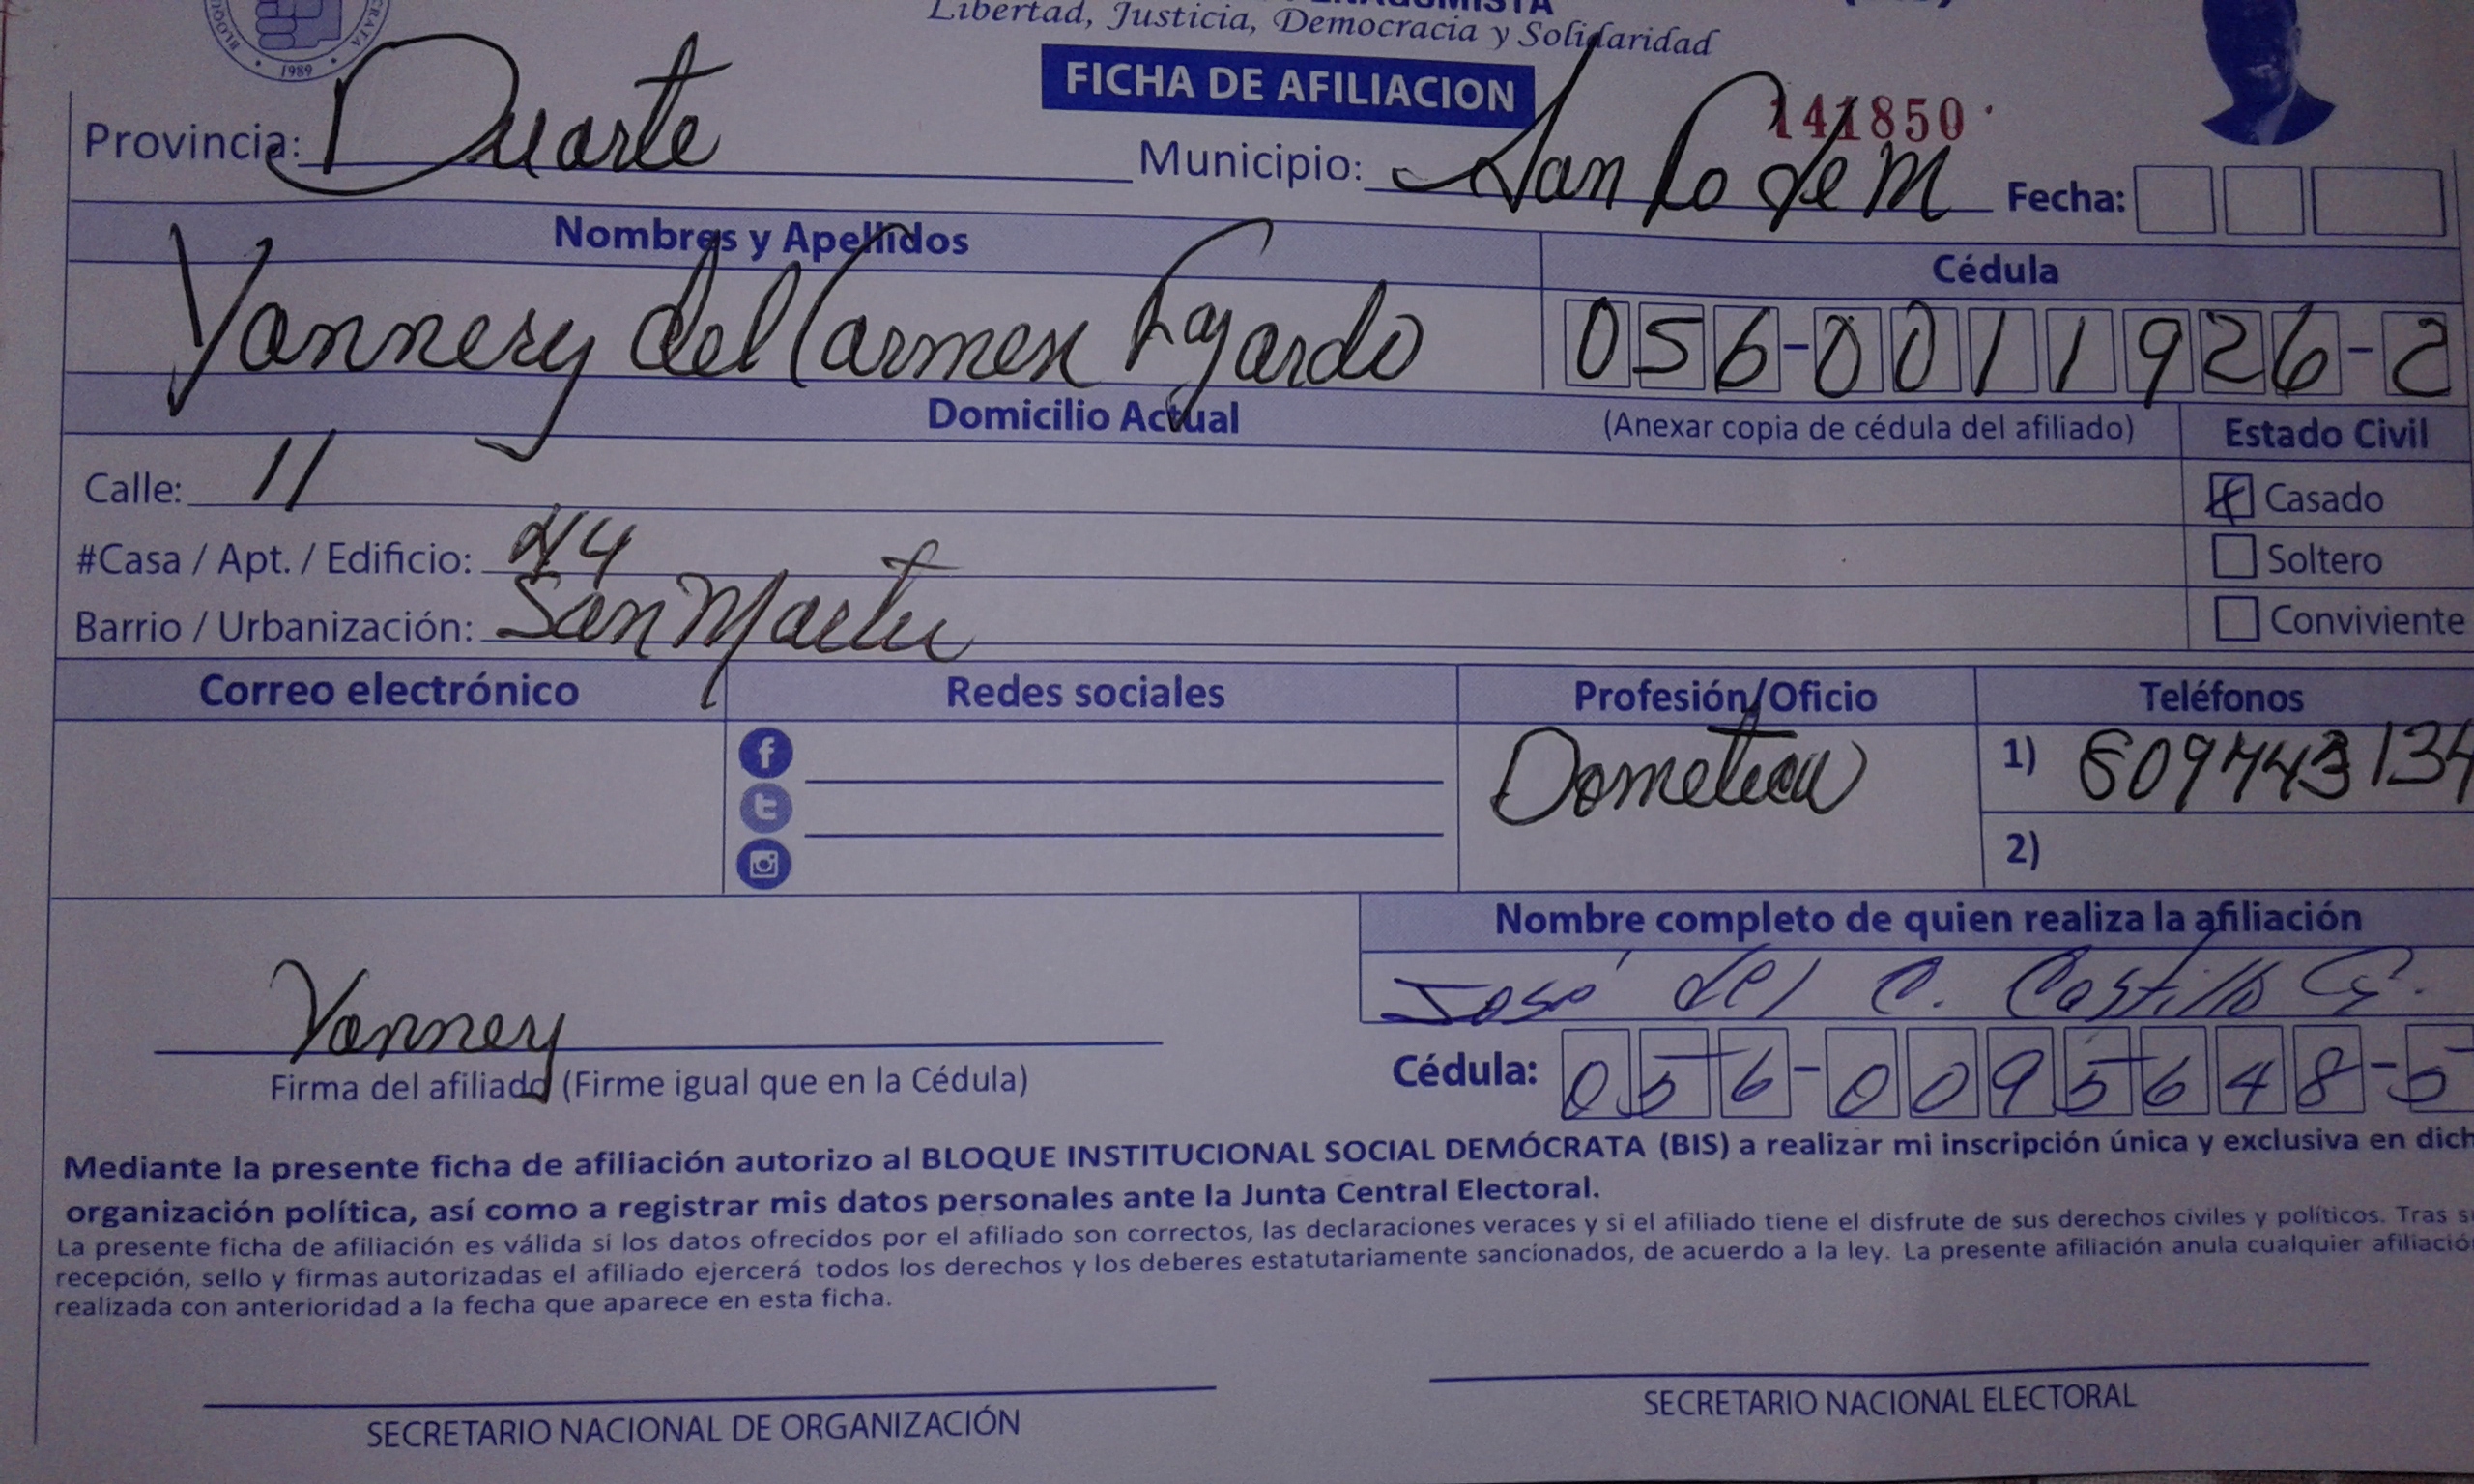 1989
Libertad, Justicia, Democracia y Solidaridad
FICHA DE AFILIACION
141850
Provincia: Duarte Municipio: San Fco de M Fecha:
Nombres y Apellidos Cédula
Yannery del Carmen Fajardo 056-0011926-2
Domicilio Actual (Anexar copia de cédula del afiliado) Estado Civil
Calle: 11 Casado
#Casa / Apt. / Edificio: 44 Soltero
Barrio / Urbanización: San Martin Conviviente
Correo electrónico Redes sociales Profesión/Oficio Teléfonos
Dometica 1) 809743134
2)
Nombre completo de quien realiza la afiliación
José del C. Castillo G.
Yannery
Firma del afiliado (Firme igual que en la Cédula) Cédula: 056-0095648-5
Mediante la presente ficha de afiliación autorizo al BLOQUE INSTITUCIONAL SOCIAL DEMÓCRATA (BIS) a realizar mi inscripción única y exclusiva en dich
organización política, así como a registrar mis datos personales ante la Junta Central Electoral.
La presente ficha de afiliación es válida si los datos ofrecidos por el afiliado son correctos, las declaraciones veraces y si el afiliado tiene el disfrute de sus derechos civiles y políticos. Tras s
recepción, sello y firmas autorizadas el afiliado ejercerá todos los derechos y los deberes estatutariamente sancionados, de acuerdo a la ley. La presente afiliación anula cualquier afiliació
realizada con anterioridad a la fecha que aparece en esta ficha.
SECRETARIO NACIONAL DE ORGANIZACIÓN SECRETARIO NACIONAL ELECTORAL